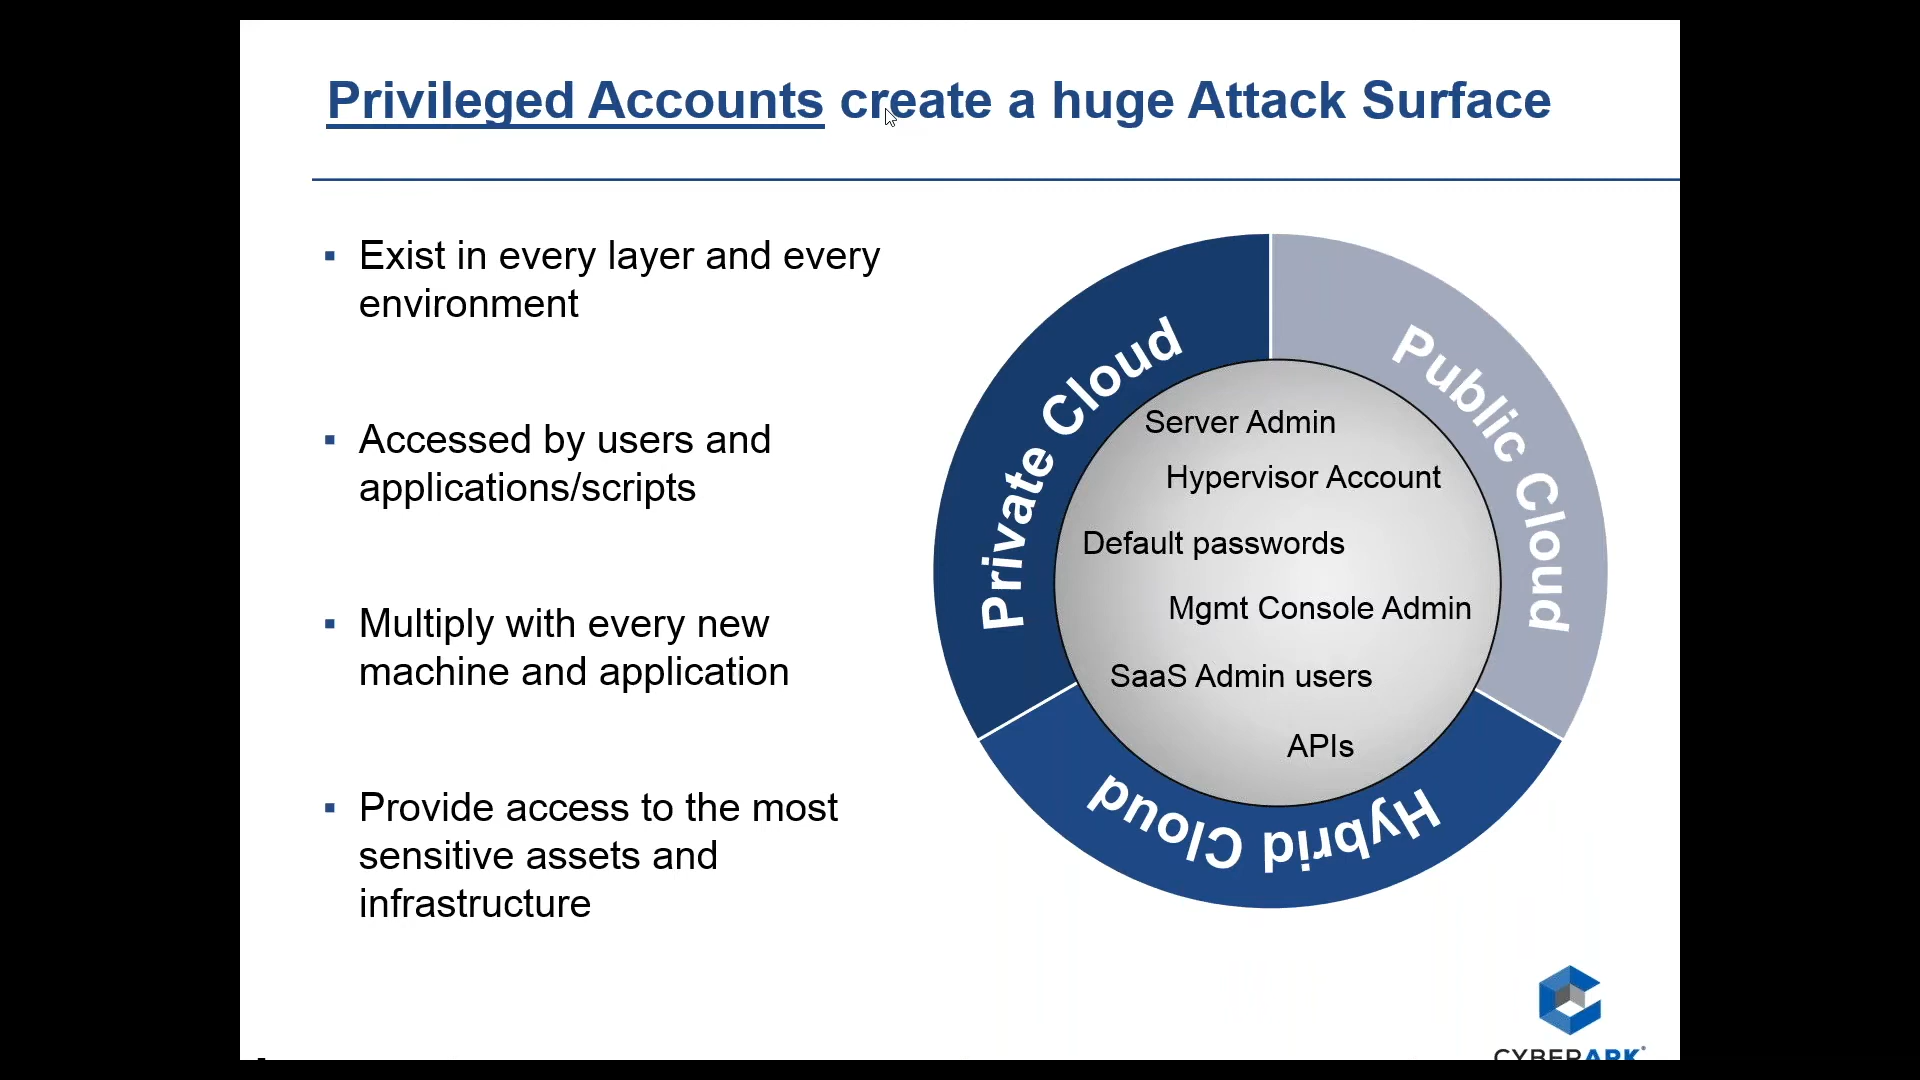 Privileged Accounts create a huge Attack Surface
▪ Exist in every layer and every
environment
▪ Accessed by users and
applications/scripts
▪ Multiply with every new
machine and application
▪ Provide access to the most
sensitive assets and
infrastructure
Private Cloud
Public Cloud
Hybrid Cloud
Server Admin
Hypervisor Account
Default passwords
Mgmt Console Admin
SaaS Admin users
APIs
CYBERARK®